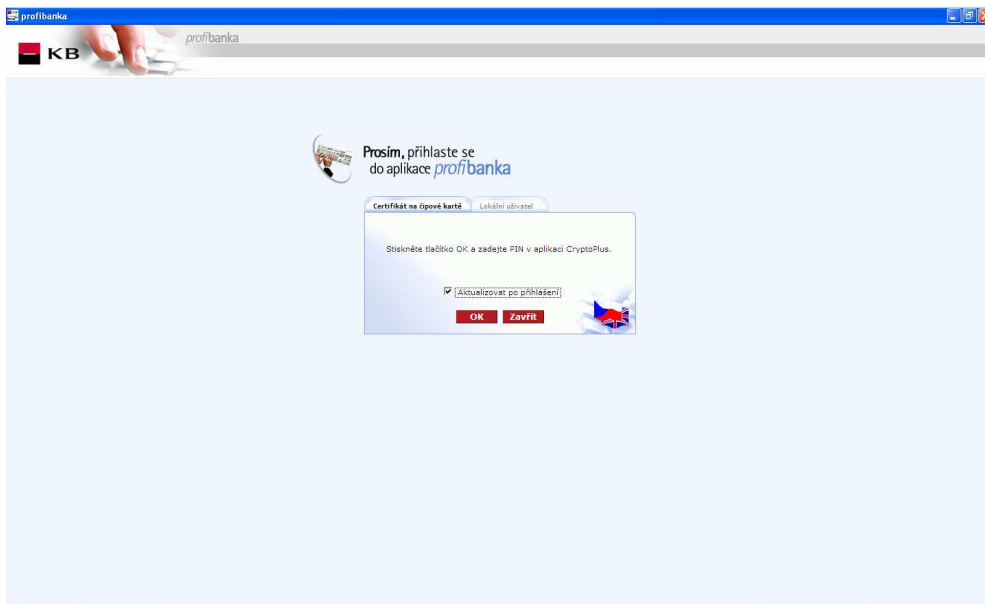 profibanka
KB
profibanka
Prosím, přihlaste se
do aplikace profibanka
Certifikát na čipové kartě Lokální uživatel
Stiskněte tlačítko OK a zadejte PIN v aplikaci CryptoPlus.
Aktualizovat po přihlášení
OK Zavřít